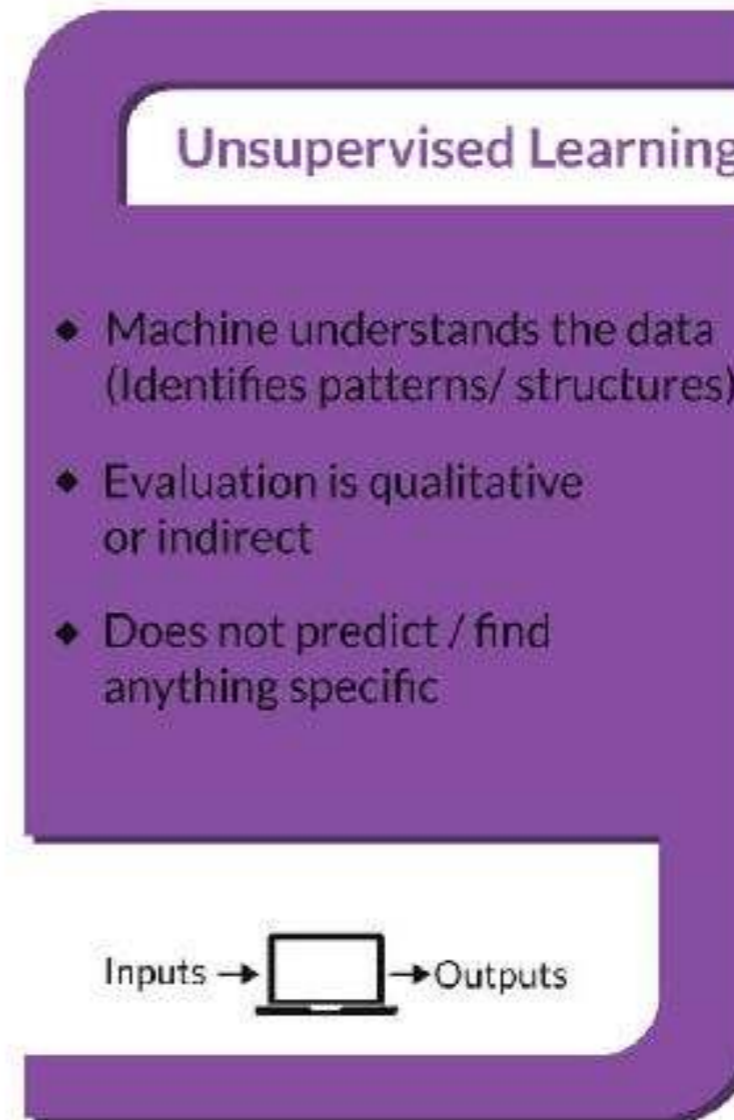 Unsupervised Learning
◆ Machine understands the data
(Identifies patterns/ structures)
◆ Evaluation is qualitative
or indirect
◆ Does not predict / find
anything specific
Inputs → → Outputs